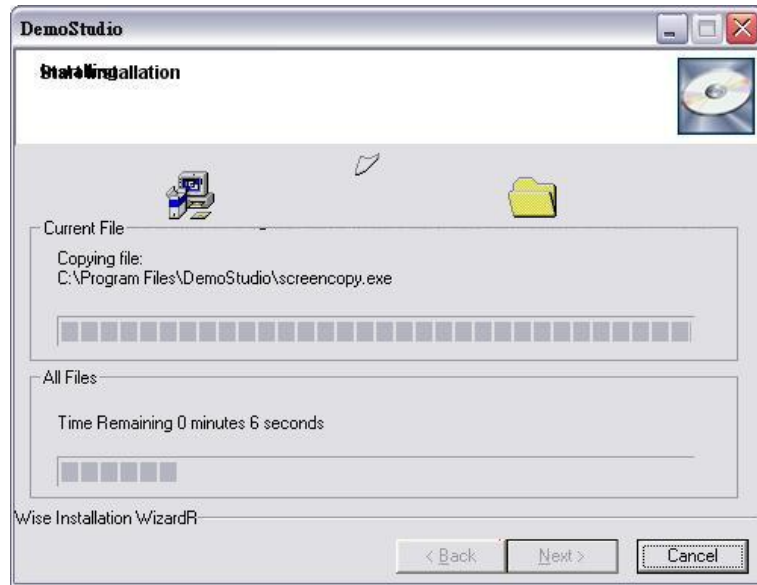 DemoStudio
Installation
Current File
Copying file:
C:\Program Files\DemoStudio\screencopy.exe
All Files
Time Remaining 0 minutes 6 seconds
Wise Installation WizardR
< Back
Next >
Cancel